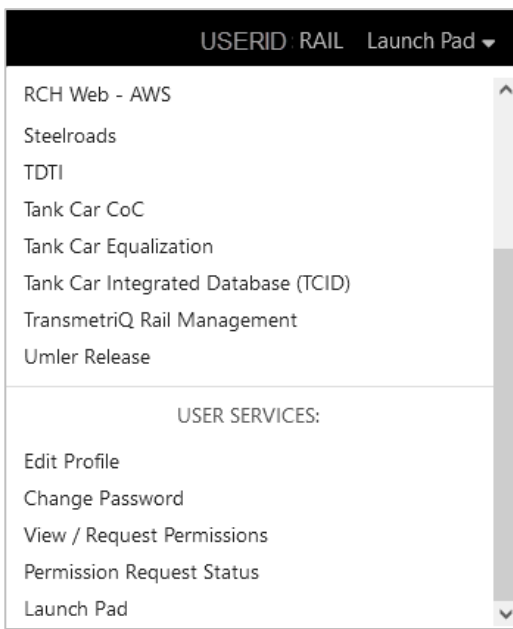 USERID: RAIL Launch Pad
RCH Web - AWS
Steelroads
TDTI
Tank Car CoC
Tank Car Equalization
Tank Car Integrated Database (TCID)
TransmetriQ Rail Management
Umler Release
USER SERVICES:
Edit Profile
Change Password
View / Request Permissions
Permission Request Status
Launch Pad